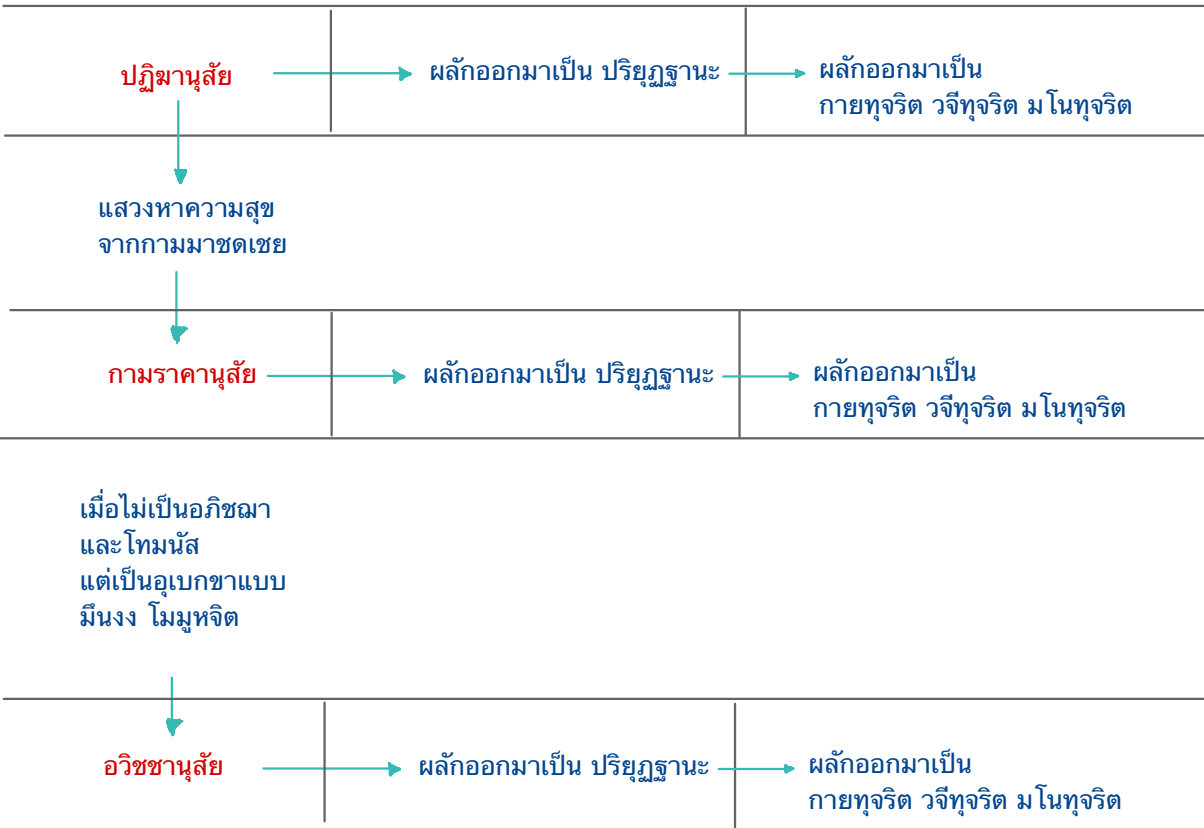 ปฏิฆานุสัย
ผลักออกมาเป็น ปริยุฏฐานะ
ผลักออกมาเป็น
กายทุจริต วจีทุจริต มโนทุจริต
แสวงหาความสุข
จากกามมาชดเชย
กามราคานุสัย
ผลักออกมาเป็น ปริยุฏฐานะ
ผลักออกมาเป็น
กายทุจริต วจีทุจริต มโนทุจริต
เมื่อไม่เป็นอภิชฌา
และโทมนัส
แต่เป็นอุเบกขาแบบ
มึนงง โมมูหจิต
อวิชชานุสัย
ผลักออกมาเป็น ปริยุฏฐานะ
ผลักออกมาเป็น
กายทุจริต วจีทุจริต มโนทุจริต